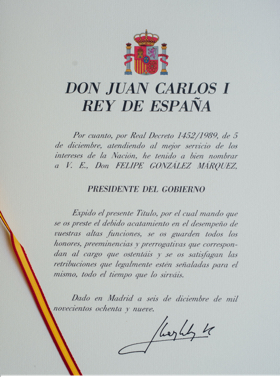 DON JUAN CARLOS I
REY DE ESPAÑA
Por cuanto, por Real Decreto 1452/1989, de 5
de diciembre, atendiendo al mejor servicio de los
intereses de la Nación, he tenido a bien nombrar
a V. E., Don FELIPE GONZALEZ MARQUEZ,
PRESIDENTE DEL GOBIERNO
Expido el presente Título, por el cual mando que
se os preste el debido acatamiento en el desempeño de
vuestras altas funciones, se os guarden todos los
honores, preeminencias y prerrogativas que correspon-
dan al cargo que ostentais y se os satisfagan las
retribuciones que legalmente estén señaladas para el
mismo, todo el tiempo que lo sirváis.
Dado en Madrid a seis de diciembre de mil
novecientos ochenta y nueve.